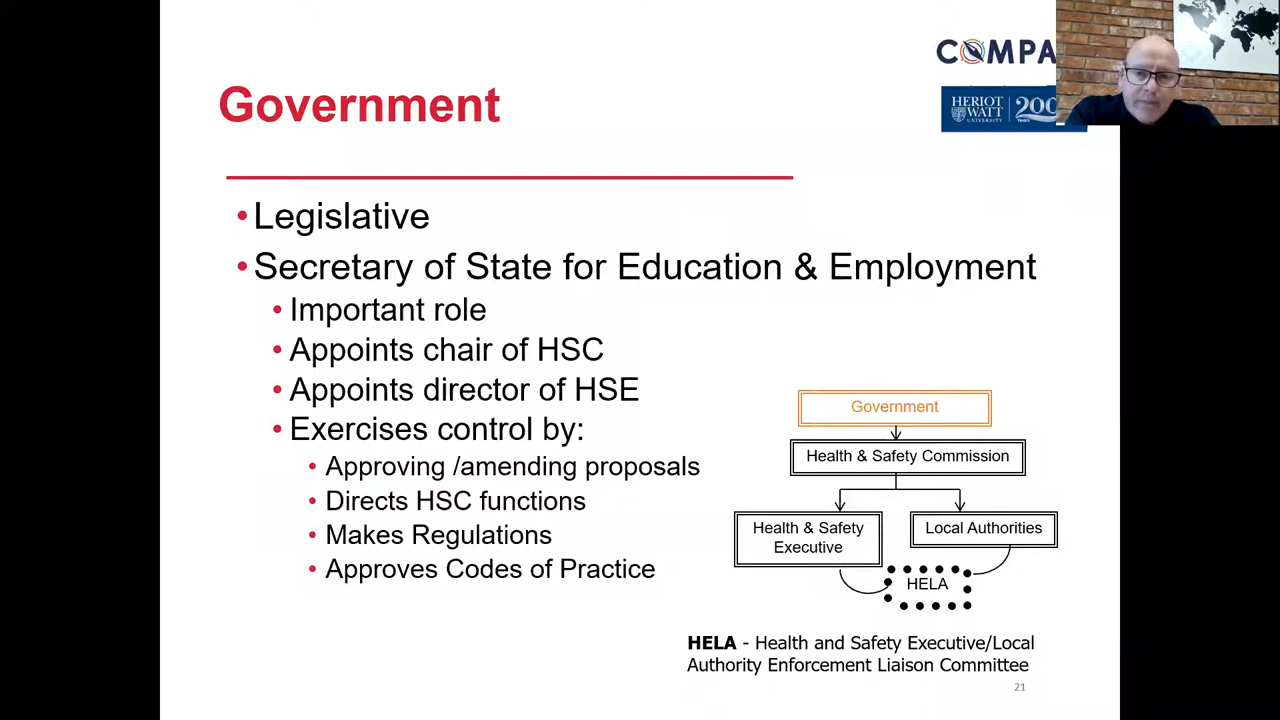 COMPA
HERIOT
WATT
UNIVERSITY
200
YEARS
Government
•Legislative
•Secretary of State for Education & Employment
•Important role
•Appoints chair of HSC
•Appoints director of HSE
•Exercises control by:
• Approving /amending proposals
• Directs HSC functions
• Makes Regulations
• Approves Codes of Practice
Government
Health & Safety Commission
Health & Safety
Executive
Local Authorities
HELA
HELA - Health and Safety Executive/Local
Authority Enforcement Liaison Committee
21